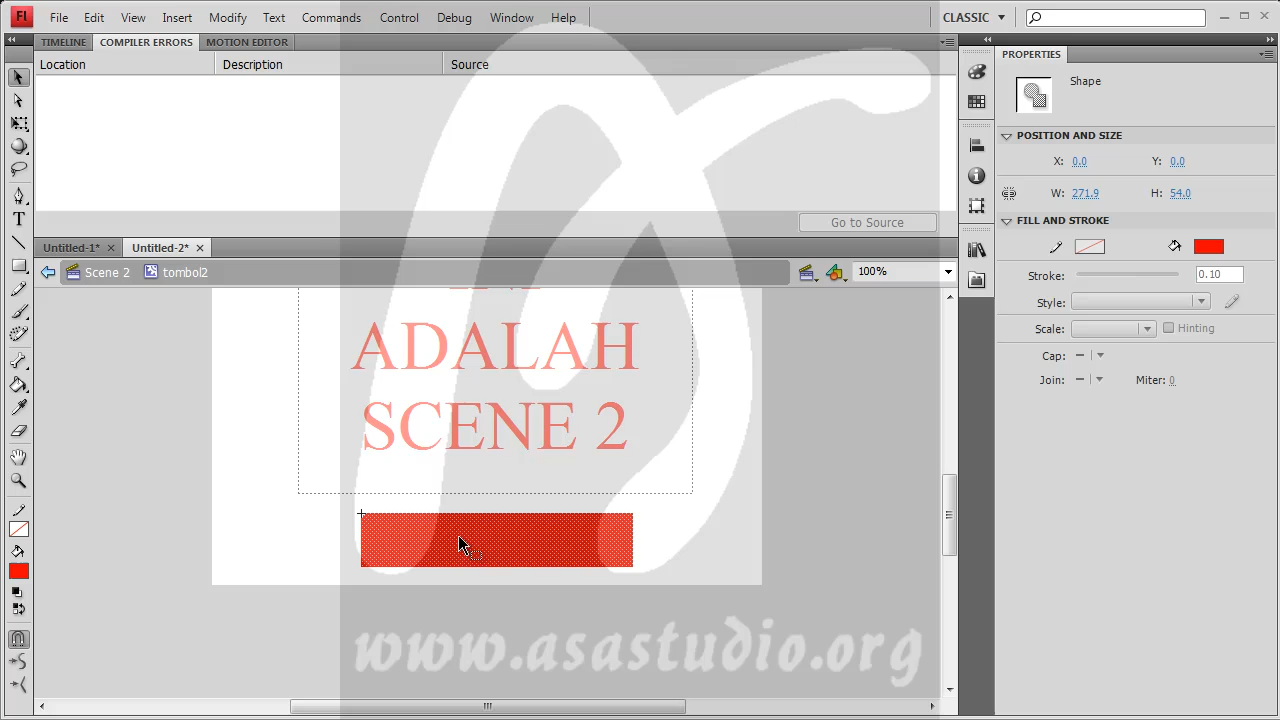 Fl File Edit View Insert Modify Text Commands Control Debug Window Help CLASSIC
TIMELINE COMPILER ERRORS MOTION EDITOR PROPERTIES
Location Description Source
Shape
POSITION AND SIZE
X: 0.0 Y: 0.0
W: 271.9 H: 54.0
Go to Source
FILL AND STROKE
Untitled-1* Untitled-2*
Scene 2 tombol2 100%
Stroke: 0.10
Style:
Scale: Hinting
Cap:
Join: Miter: 0
ADALAH
SCENE 2
T
www.asastudio.org